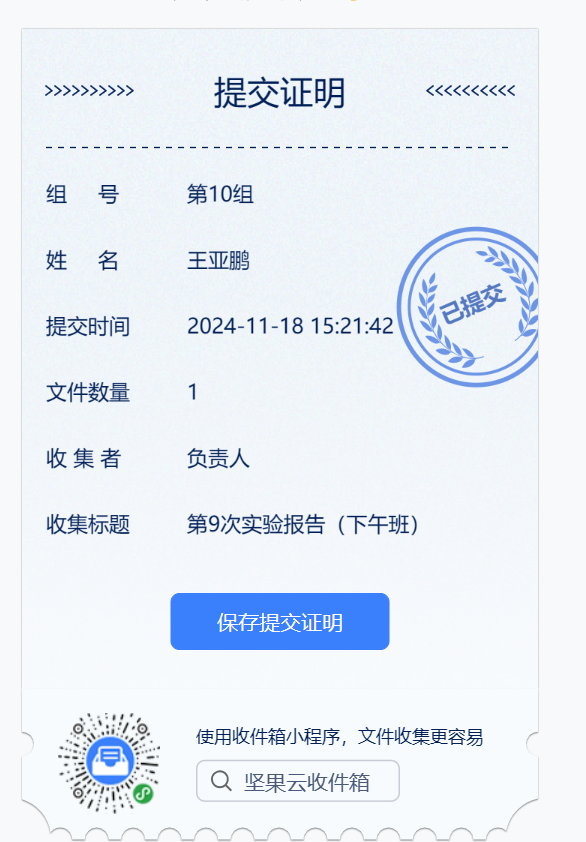 >>>>>>>>>> 提交证明 <<<<<<<<<<
组 号 第10组
姓 名 王亚鹏
已提交
提交时间 2024-11-18 15:21:42
文件数量 1
收 集 者 负责人
收集标题 第9次实验报告（下午班）
保存提交证明
使用收件箱小程序，文件收集更容易
坚果云收件箱